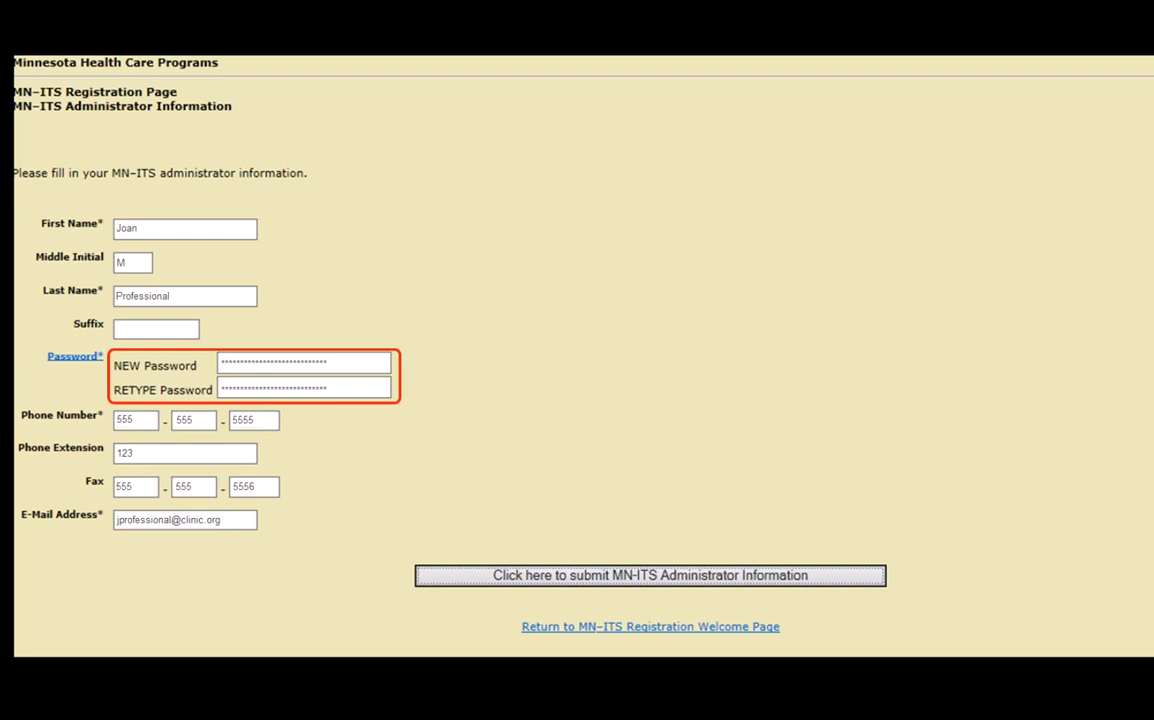 Minnesota Health Care Programs
MN-ITS Registration Page
MN-ITS Administrator Information
Please fill in your MN-ITS administrator information.
First Name* Joan
Middle Initial M
Last Name* Professional
Suffix
Password*
NEW Password ****************************
RETYPE Password ****************************
Phone Number* 555 - 555 - 5555
Phone Extension 123
Fax 555 - 555 - 5556
E-Mail Address* jprofessional@clinic.org
Click here to submit MN-ITS Administrator Information
Return to MN-ITS Registration Welcome Page